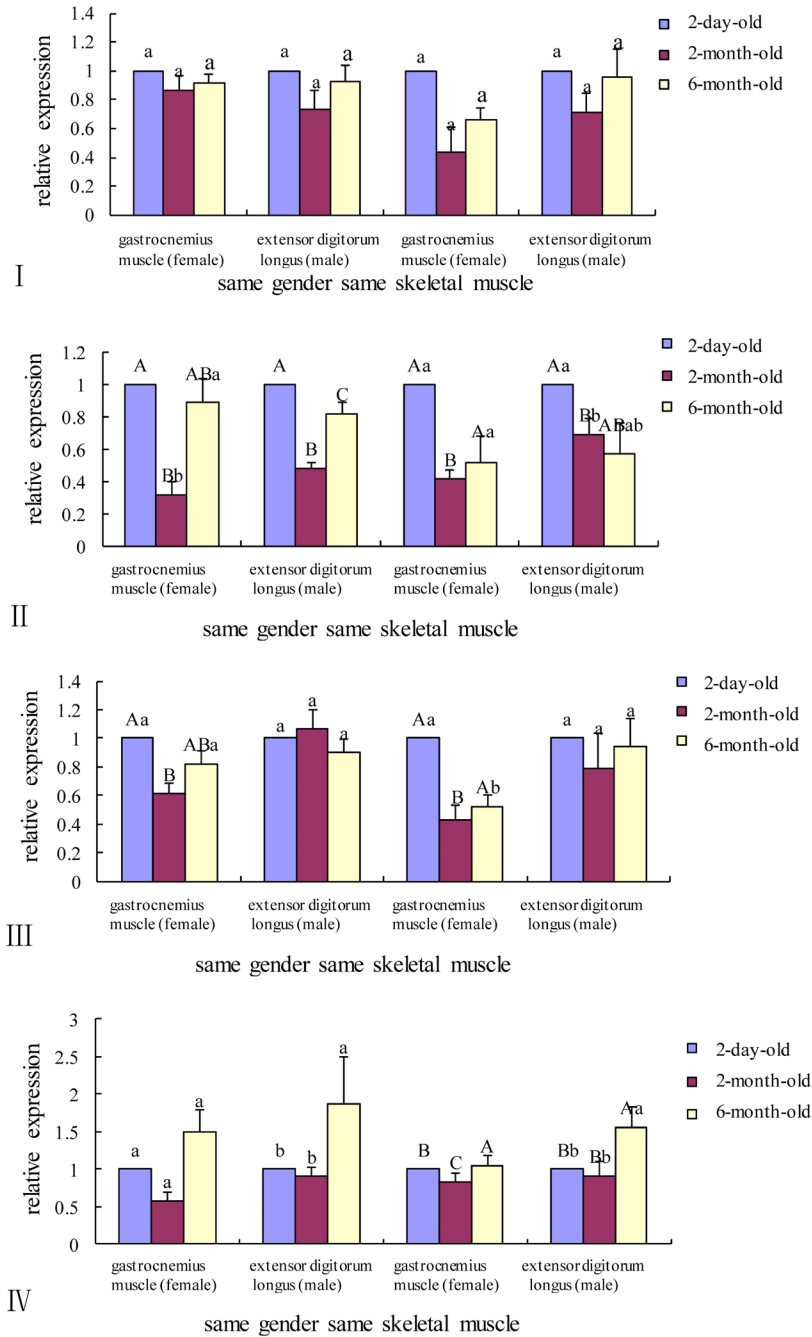 1.4
1.2
1
0.8
0.6
0.4
0.2
0
relative expression
a
a
a
a
a
a
a
a
a
a
a
a
2-day-old
2-month-old
6-month-old
gastrocnemius muscle (female)
extensor digitorum longus (male)
gastrocnemius muscle (female)
extensor digitorum longus (male)
I
same gender same skeletal muscle
1.2
1
0.8
0.6
0.4
0.2
0
relative expression
A
Bb
ABa
A
B
C
Aa
B
Aa
Aa
Bb
ABab
2-day-old
2-month-old
6-month-old
gastrocnemius muscle (female)
extensor digitorum longus (male)
gastrocnemius muscle (female)
extensor digitorum longus (male)
II
same gender same skeletal muscle
1.4
1.2
1
0.8
0.6
0.4
0.2
0
relative expression
Aa
B
ABa
a
a
a
Aa
B
Ab
a
a
a
2-day-old
2-month-old
6-month-old
gastrocnemius muscle (female)
extensor digitorum longus (male)
gastrocnemius muscle (female)
extensor digitorum longus (male)
III
same gender same skeletal muscle
3
2.5
2
1.5
1
0.5
0
relative expression
a
a
a
b
b
a
B
C
A
Bb
Bb
Aa
2-day-old
2-month-old
6-month-old
gastrocnemius muscle (female)
extensor digitorum longus (male)
gastrocnemius muscle (female)
extensor digitorum longus (male)
IV
same gender same skeletal muscle